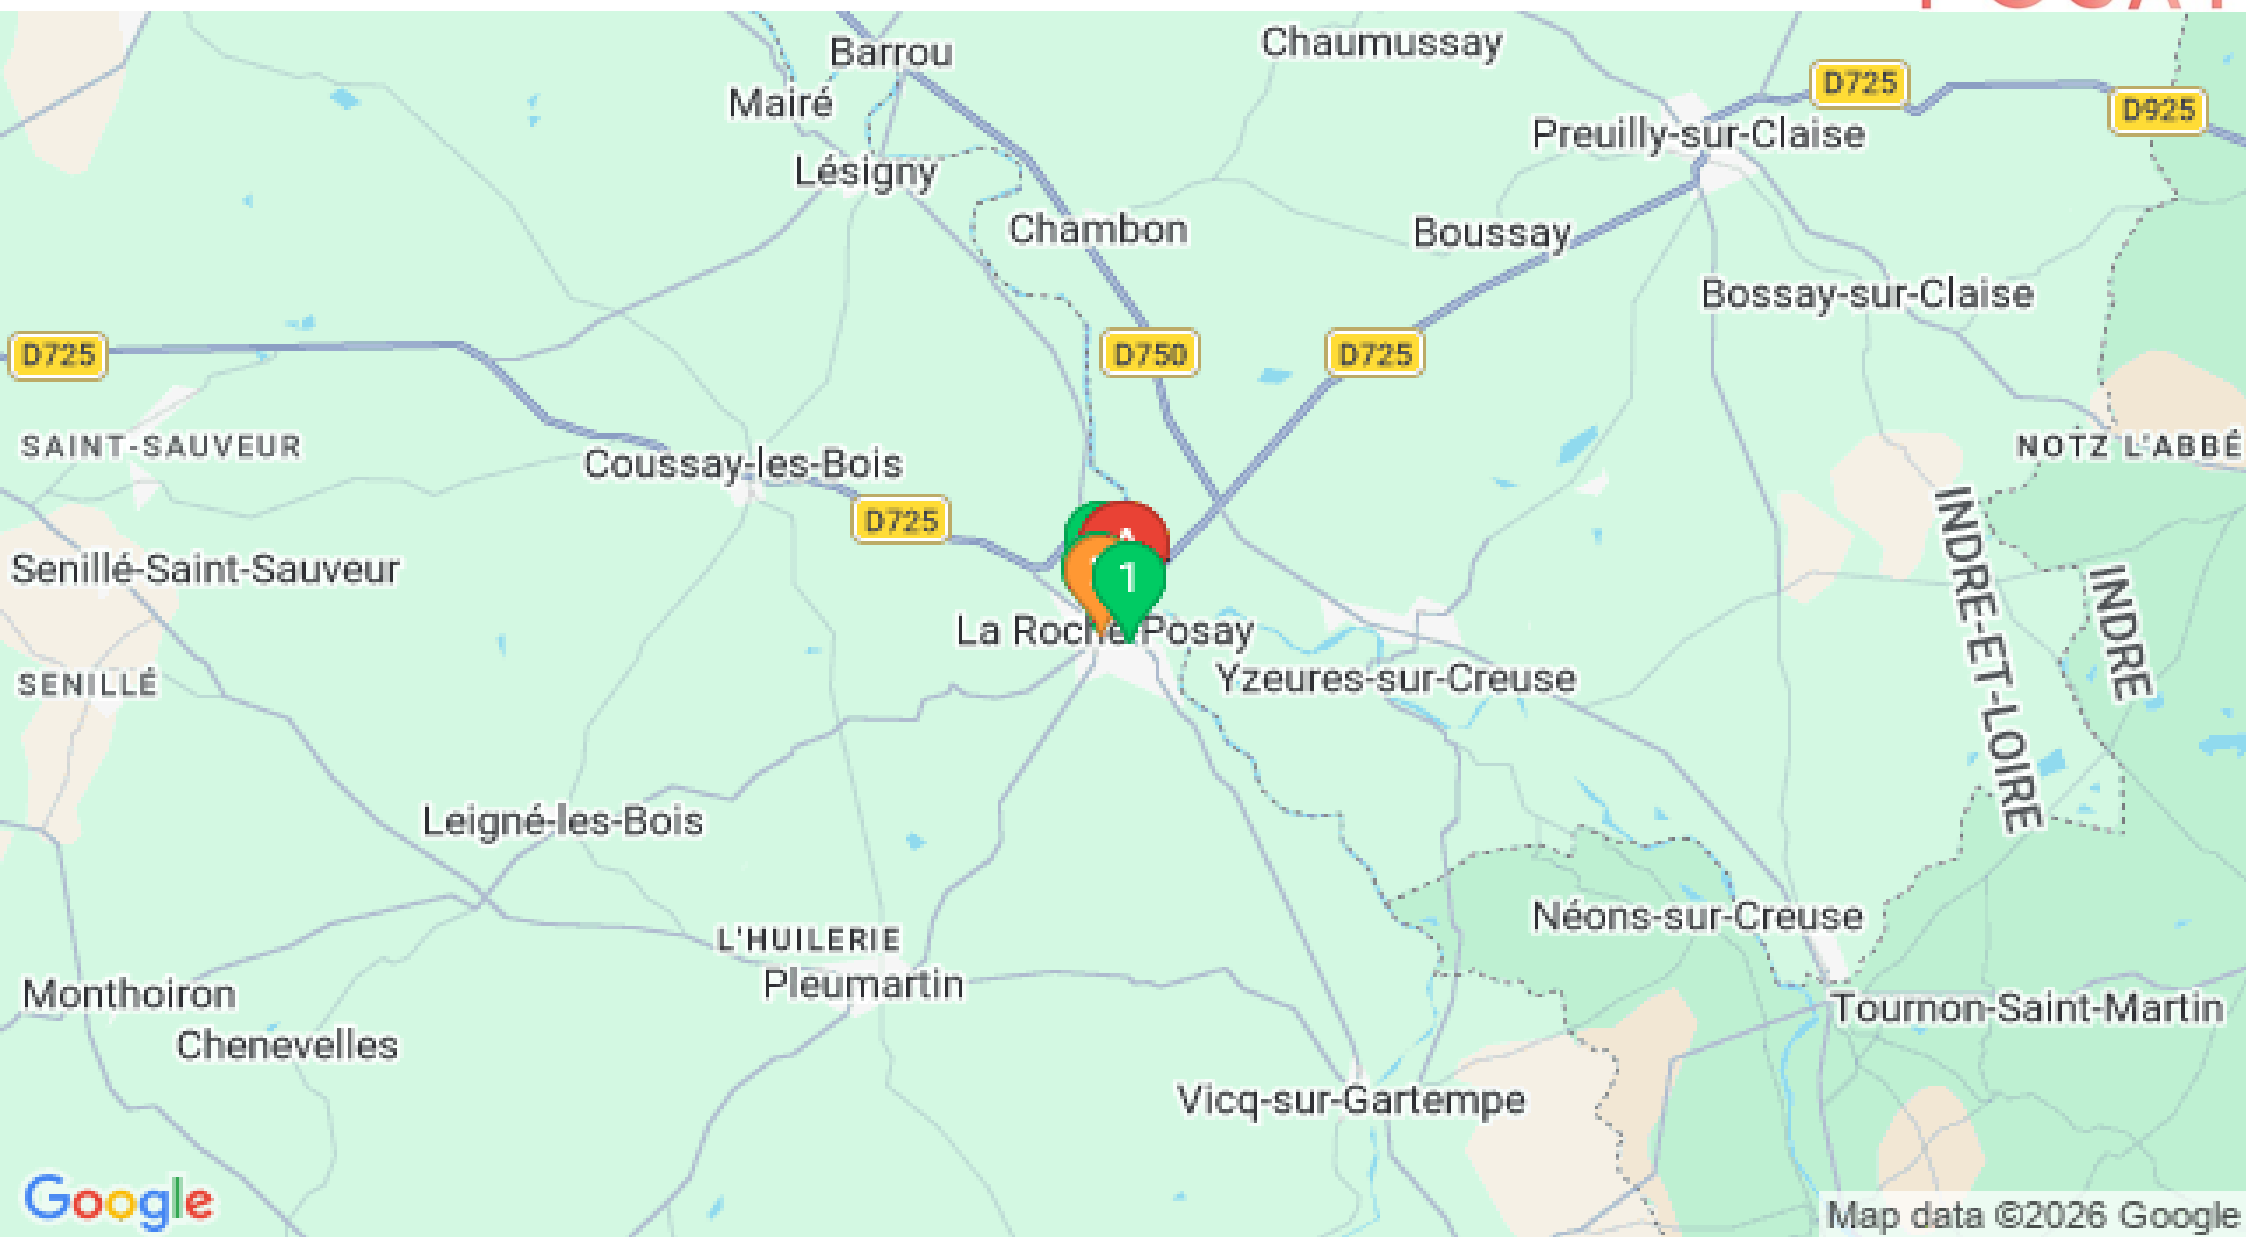 Barrou
Chaumussay
D725
D925
Mairé
Preuilly-sur-Claise
Lésigny
Chambon
Boussay
Bossay-sur-Claise
D725
D750
D725
SAINT-SAUVEUR
NOTZ L'ABBÉ
Coussay-les-Bois
D725
INDRE-ET-LOIRE
INDRE
Senillé-Saint-Sauveur
1
La Roche-Posay
Yzeures-sur-Creuse
SENILLÉ
Leigné-les-Bois
Néons-sur-Creuse
L'HUILERIE
Pleumartin
Monthoiron
Tournon-Saint-Martin
Chenevelles
Vicq-sur-Gartempe
Google
Map data ©2026 Google